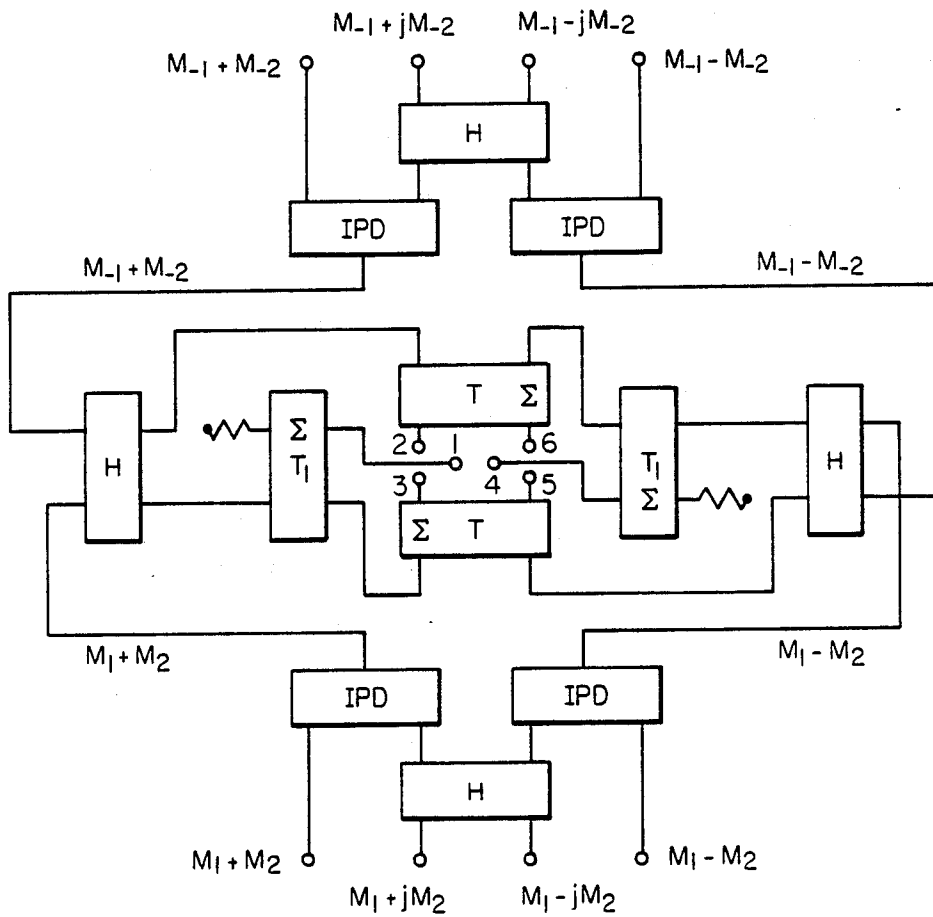 M₋₁+jM₋₂ M₋₁-jM₋₂
M₋₁+M₋₂ M₋₁-M₋₂
H
IPD IPD
M₋₁+M₋₂ M₋₁-M₋₂
T Σ
Σ
2 1 6
H T₁ T₁ H
3 4 5
Σ
Σ T
M₁+M₂ M₁-M₂
IPD IPD
H
M₁+M₂ M₁-M₂
M₁+jM₂ M₁-jM₂